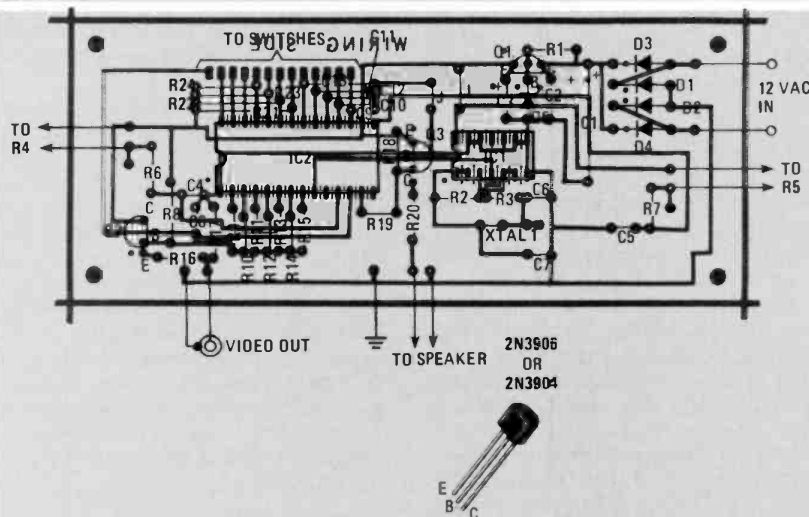 TO SWITCHES
WIRING SIDE
C11
Q1
R1
D3
D1
D2
D4
12 VAC
IN
R24
R23
R22
C10
C2
C1
TO
R4
R6
R8
C4
IC2
R18
Q3
R20
R19
R2
R3
C6
XTAL1
C7
C5
R7
TO
R5
C
E
R16
R10
R11
R12
R13
R14
R15
VIDEO OUT
TO SPEAKER
2N3906
OR
2N3904
E
B
C